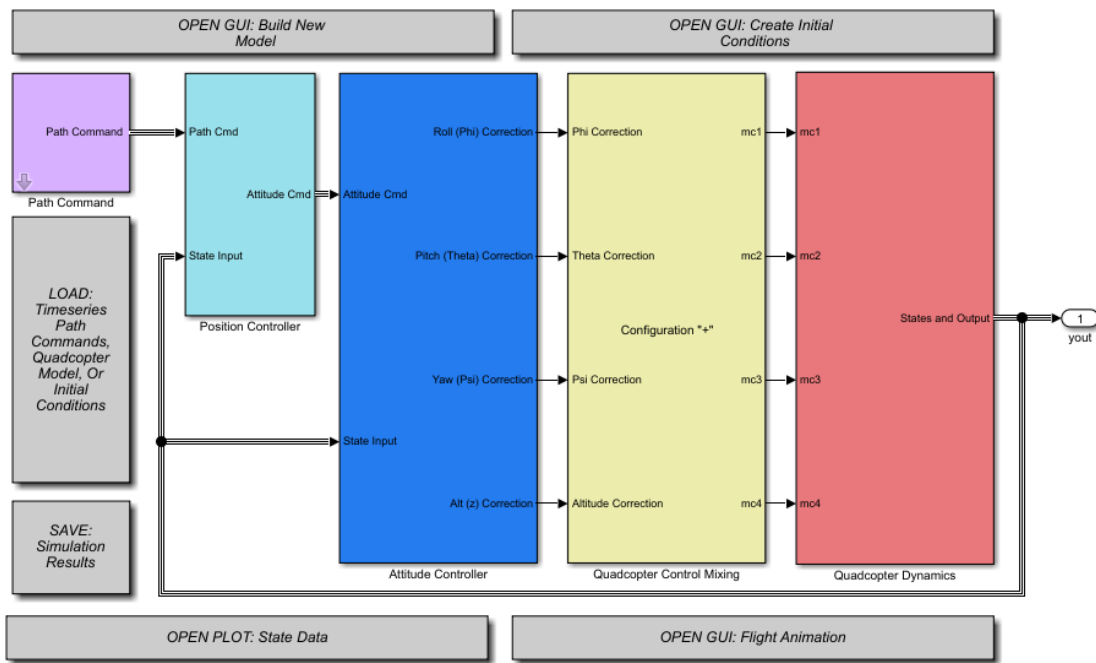 OPEN GUI: Build New
Model
OPEN GUI: Create Initial
Conditions
Path Command
Path Command
Path Cmd
Attitude Cmd
State Input
Position Controller
Roll (Phi) Correction
Attitude Cmd
Pitch (Theta) Correction
Yaw (Psi) Correction
State Input
Alt (z) Correction
Attitude Controller
Phi Correction
mc1
Theta Correction
mc2
Configuration "+"
Psi Correction
mc3
Altitude Correction
mc4
Quadcopter Control Mixing
mc1
mc2
States and Output
mc3
mc4
Quadcopter Dynamics
1
yout
LOAD:
Timeseries
Path
Commands,
Quadcopter
Model, Or
Initial
Conditions
SAVE:
Simulation
Results
OPEN PLOT: State Data
OPEN GUI: Flight Animation